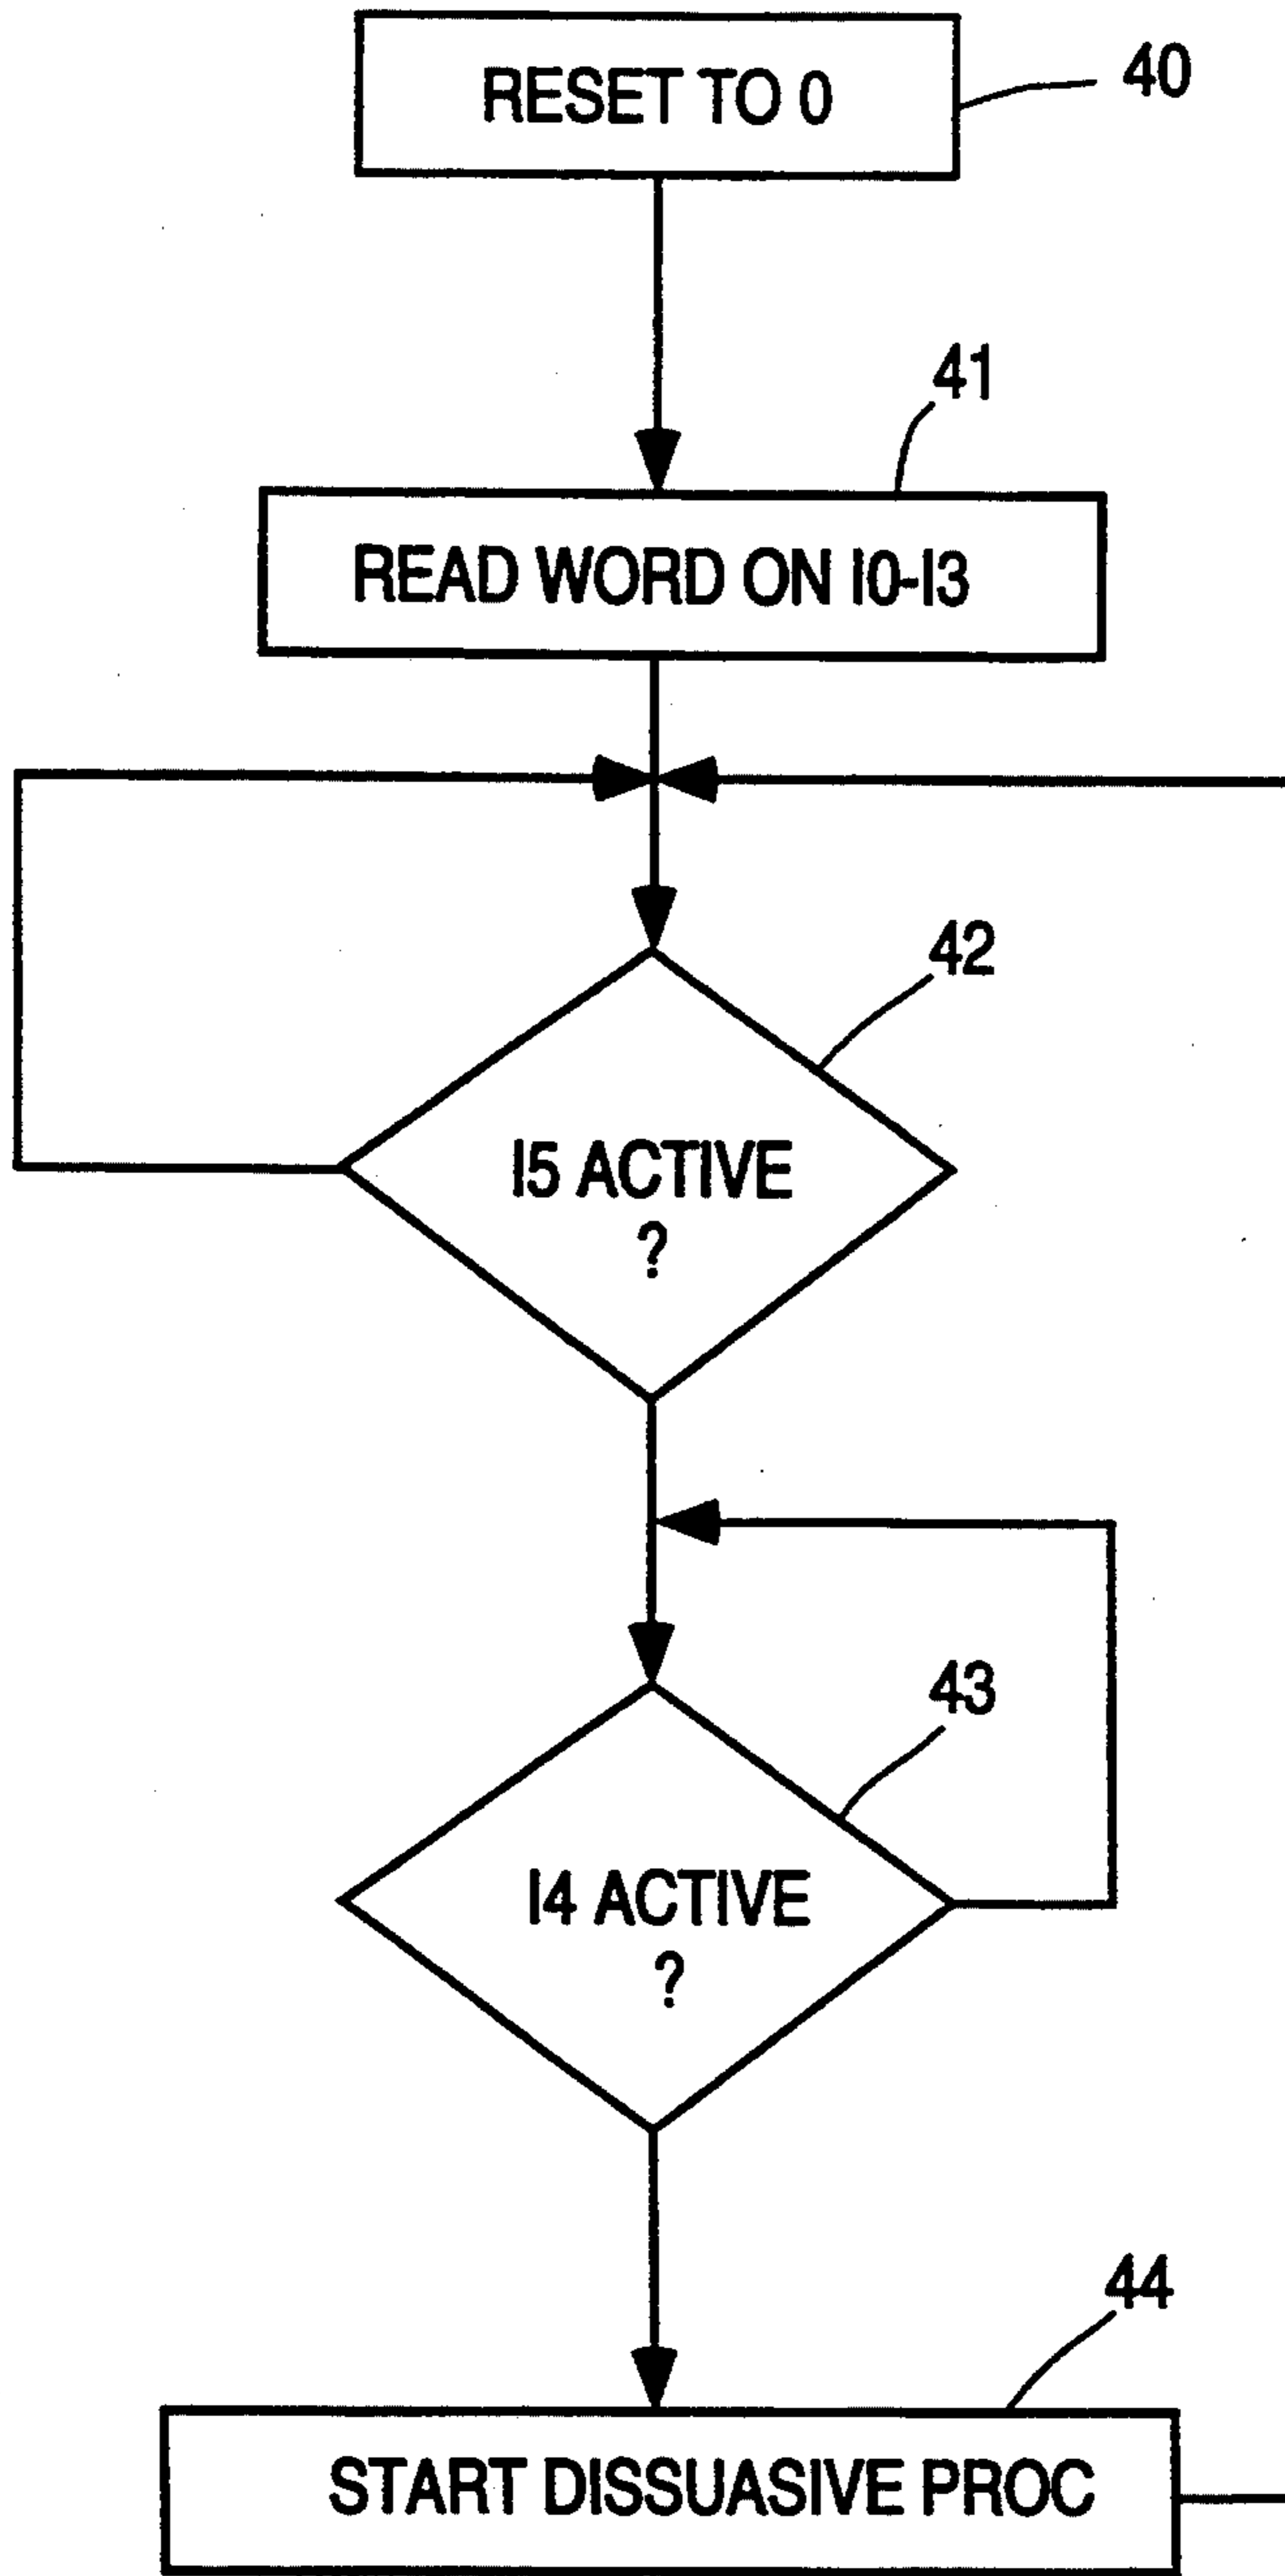 RESET TO 0
40
41
READ WORD ON I0-I3
42
I5 ACTIVE
?
43
I4 ACTIVE
?
44
START DISSUASIVE PROC